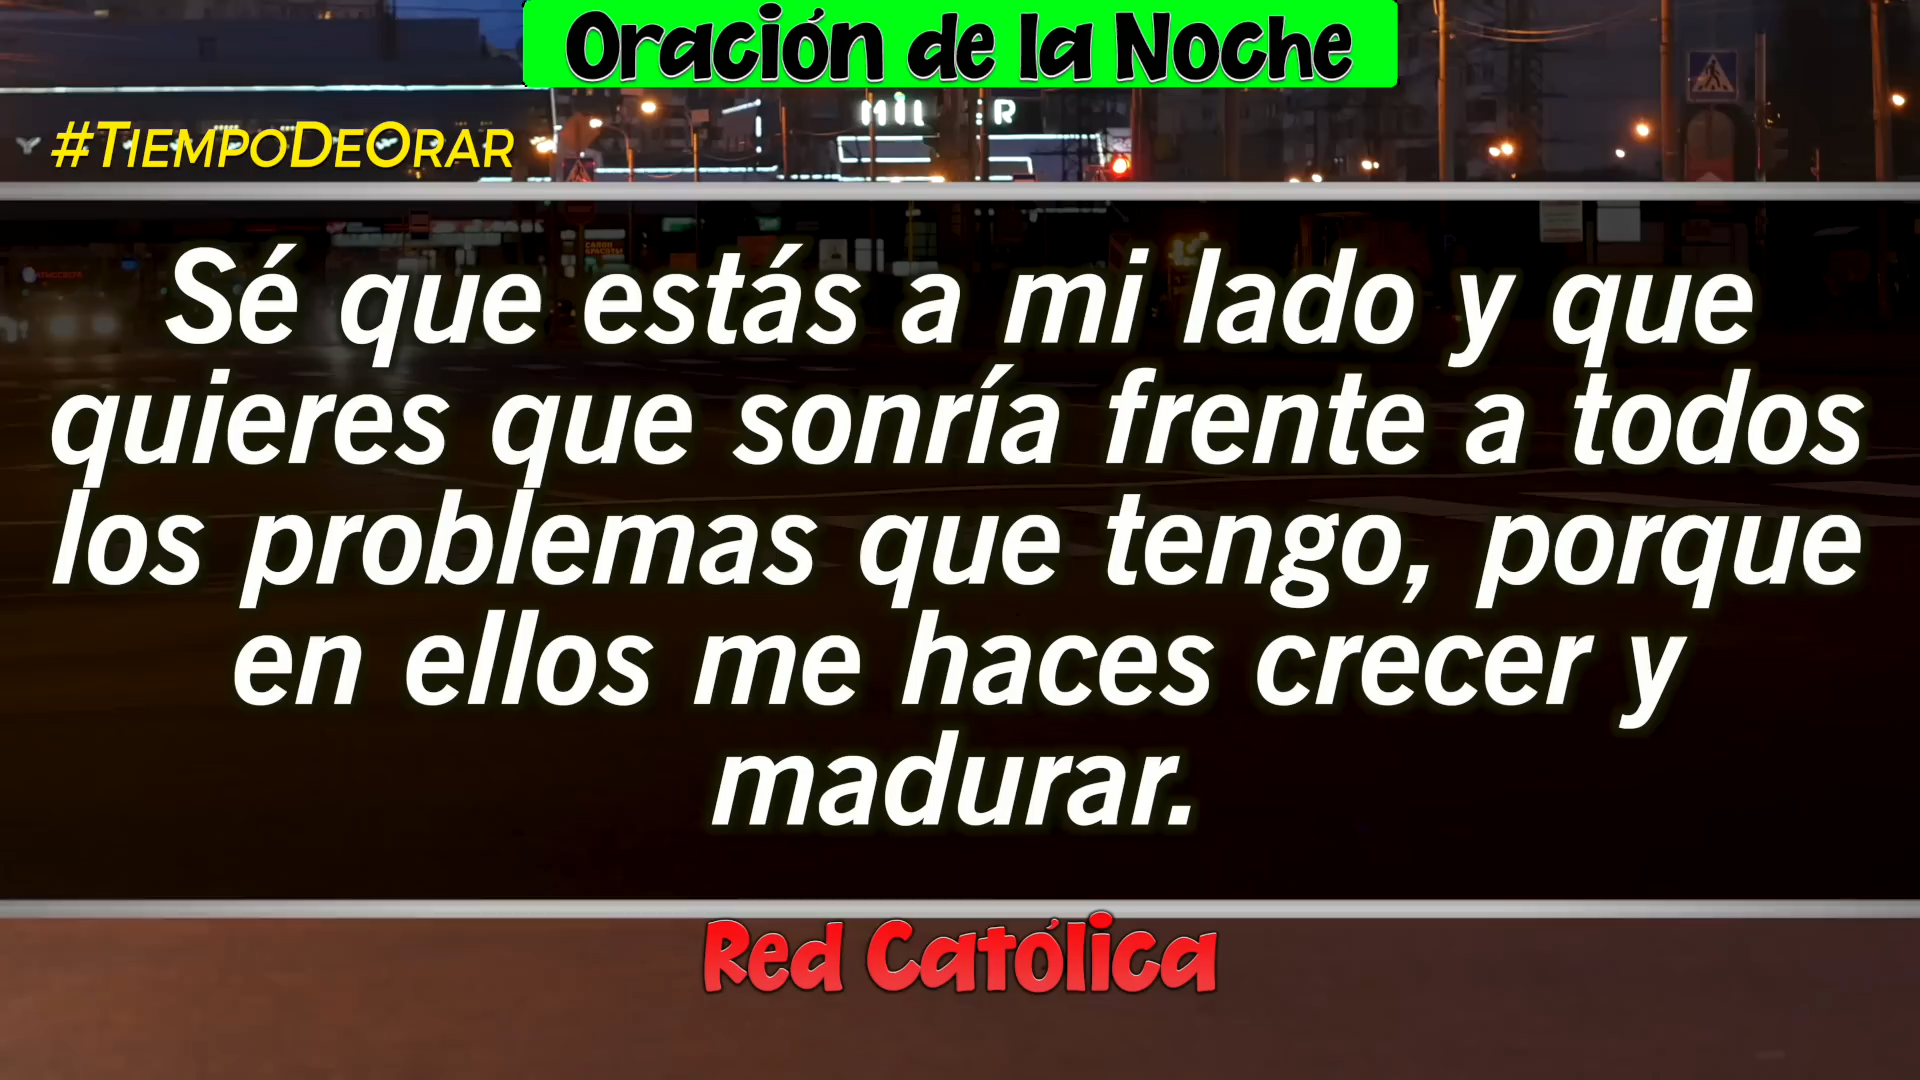 Oración de la Noche
#TiempoDeOrar
Sé que estás a mi lado y que
quieres que sonría frente a todos
los problemas que tengo, porque
en ellos me haces crecer y
madurar.
Red Católica